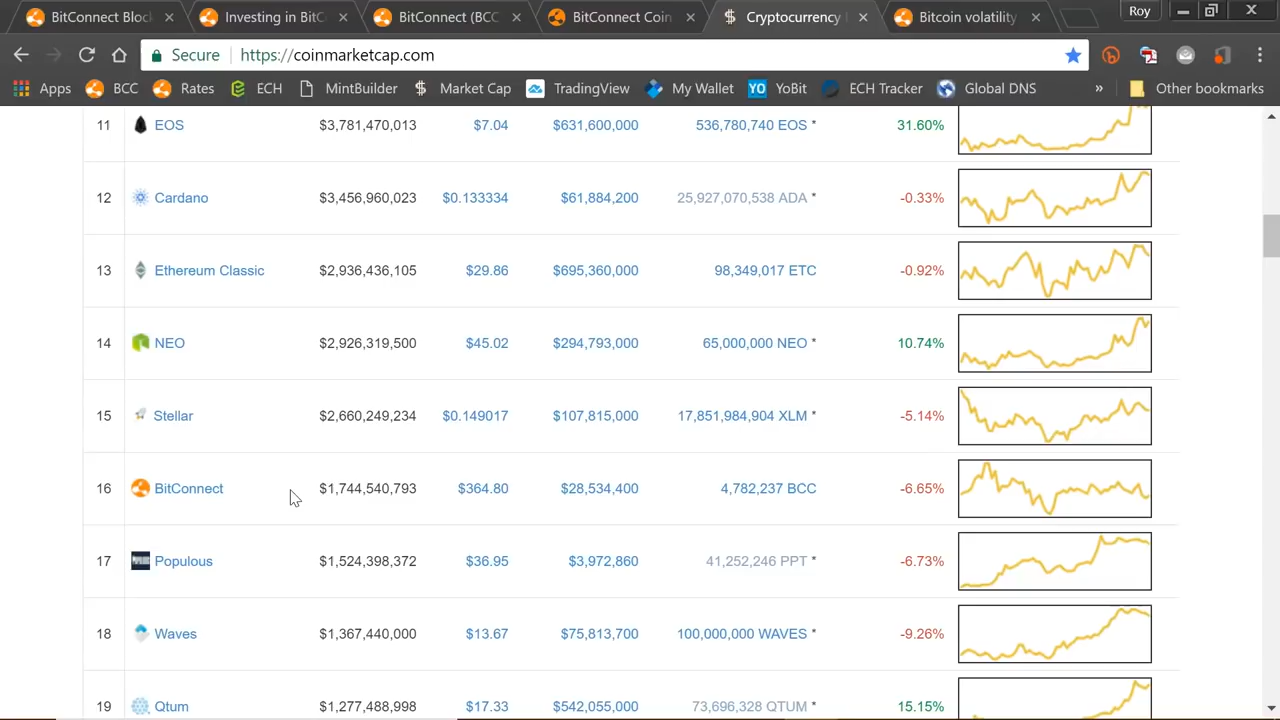 BitConnect Bloc
Investing in BitC
BitConnect (BCC
BitConnect Coin
Cryptocurrency
Bitcoin volatility
Roy
Secure https://coinmarketcap.com
Apps BCC Rates ECH MintBuilder Market Cap TradingView My Wallet YO YoBit ECH Tracker Global DNS » Other bookmarks
11 EOS $3,781,470,013 $7.04 $631,600,000 536,780,740 EOS * 31.60%
12 Cardano $3,456,960,023 $0.133334 $61,884,200 25,927,070,538 ADA * -0.33%
13 Ethereum Classic $2,936,436,105 $29.86 $695,360,000 98,349,017 ETC -0.92%
14 NEO $2,926,319,500 $45.02 $294,793,000 65,000,000 NEO * 10.74%
15 Stellar $2,660,249,234 $0.149017 $107,815,000 17,851,984,904 XLM * -5.14%
16 BitConnect $1,744,540,793 $364.80 $28,534,400 4,782,237 BCC -6.65%
17 Populous $1,524,398,372 $36.95 $3,972,860 41,252,246 PPT * -6.73%
18 Waves $1,367,440,000 $13.67 $75,813,700 100,000,000 WAVES * -9.26%
19 Qtum $1,277,488,998 $17.33 $542,055,000 73,696,328 QTUM * 15.15%